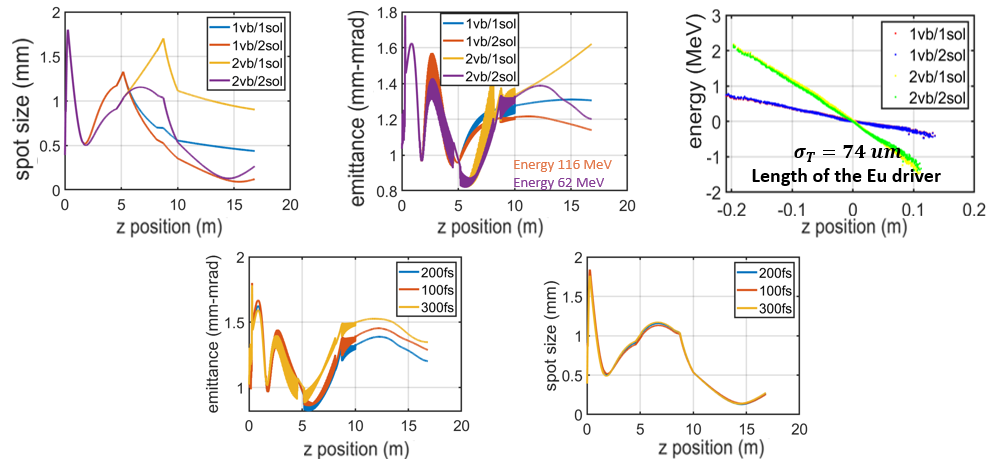 spot size (mm)
2
1.5
1
0.5
0
0 5 10 15 20
z position (m)
1vb/1sol
1vb/2sol
2vb/1sol
2vb/2sol
emittance (mm-mrad)
1.8
1.6
1.4
1.2
1.0
0.8
0 5 10 15 20
z position (m)
1vb/1sol
1vb/2sol
2vb/1sol
2vb/2sol
Energy 116 MeV
Energy 62 MeV
energy (MeV)
3
2
1
0
-1
-2
-0.2 -0.1 0 0.1 0.2
z position (m)
1vb/1sol
1vb/2sol
2vb/1sol
2vb/2sol
σT = 74 um
Length of the Eu driver
emittance (mm-mrad)
2
1.5
1
0 5 10 15 20
z position (m)
200fs
100fs
300fs
spot size (mm)
2
1.5
1
0.5
0
0 5 10 15 20
z position (m)
200fs
100fs
300fs